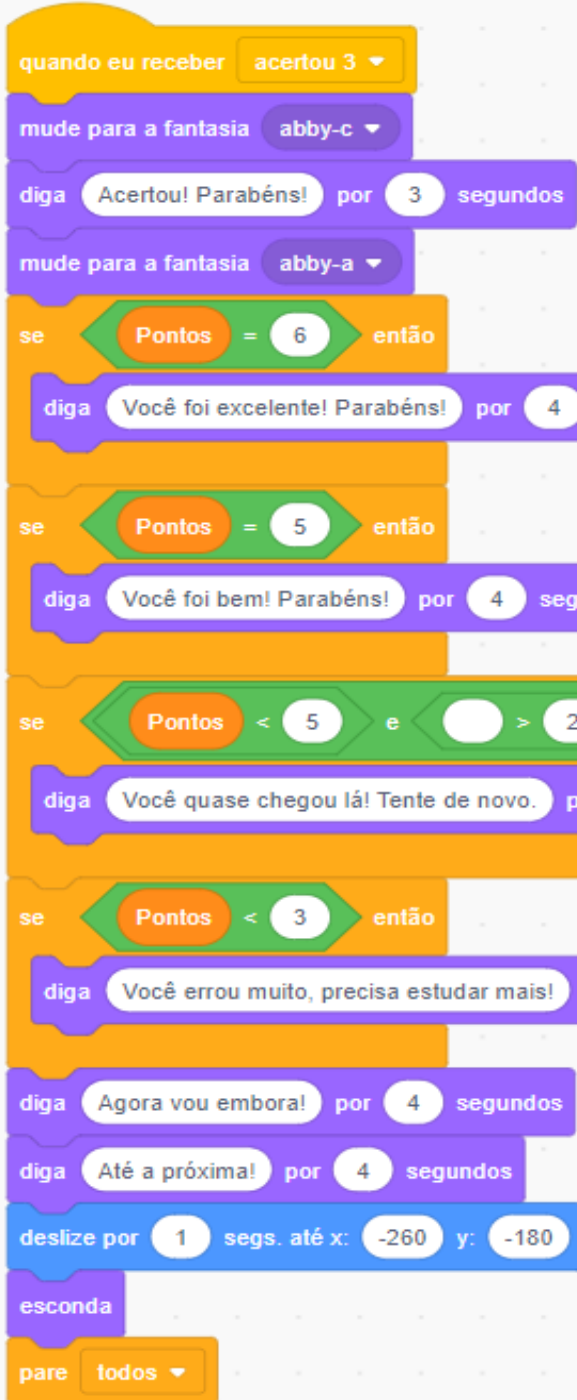 quando eu receber acertou 3
mude para a fantasia abby-c
diga Acertou! Parabéns! por 3 segundos
mude para a fantasia abby-a
se Pontos = 6 então
diga Você foi excelente! Parabéns! por 4
se Pontos = 5 então
diga Você foi bem! Parabéns! por 4 seg
se Pontos < 5 e > 2
diga Você quase chegou lá! Tente de novo. p
se Pontos < 3 então
diga Você errou muito, precisa estudar mais!
diga Agora vou embora! por 4 segundos
diga Até a próxima! por 4 segundos
deslize por 1 segs. até x: -260 y: -180
esconda
pare todos